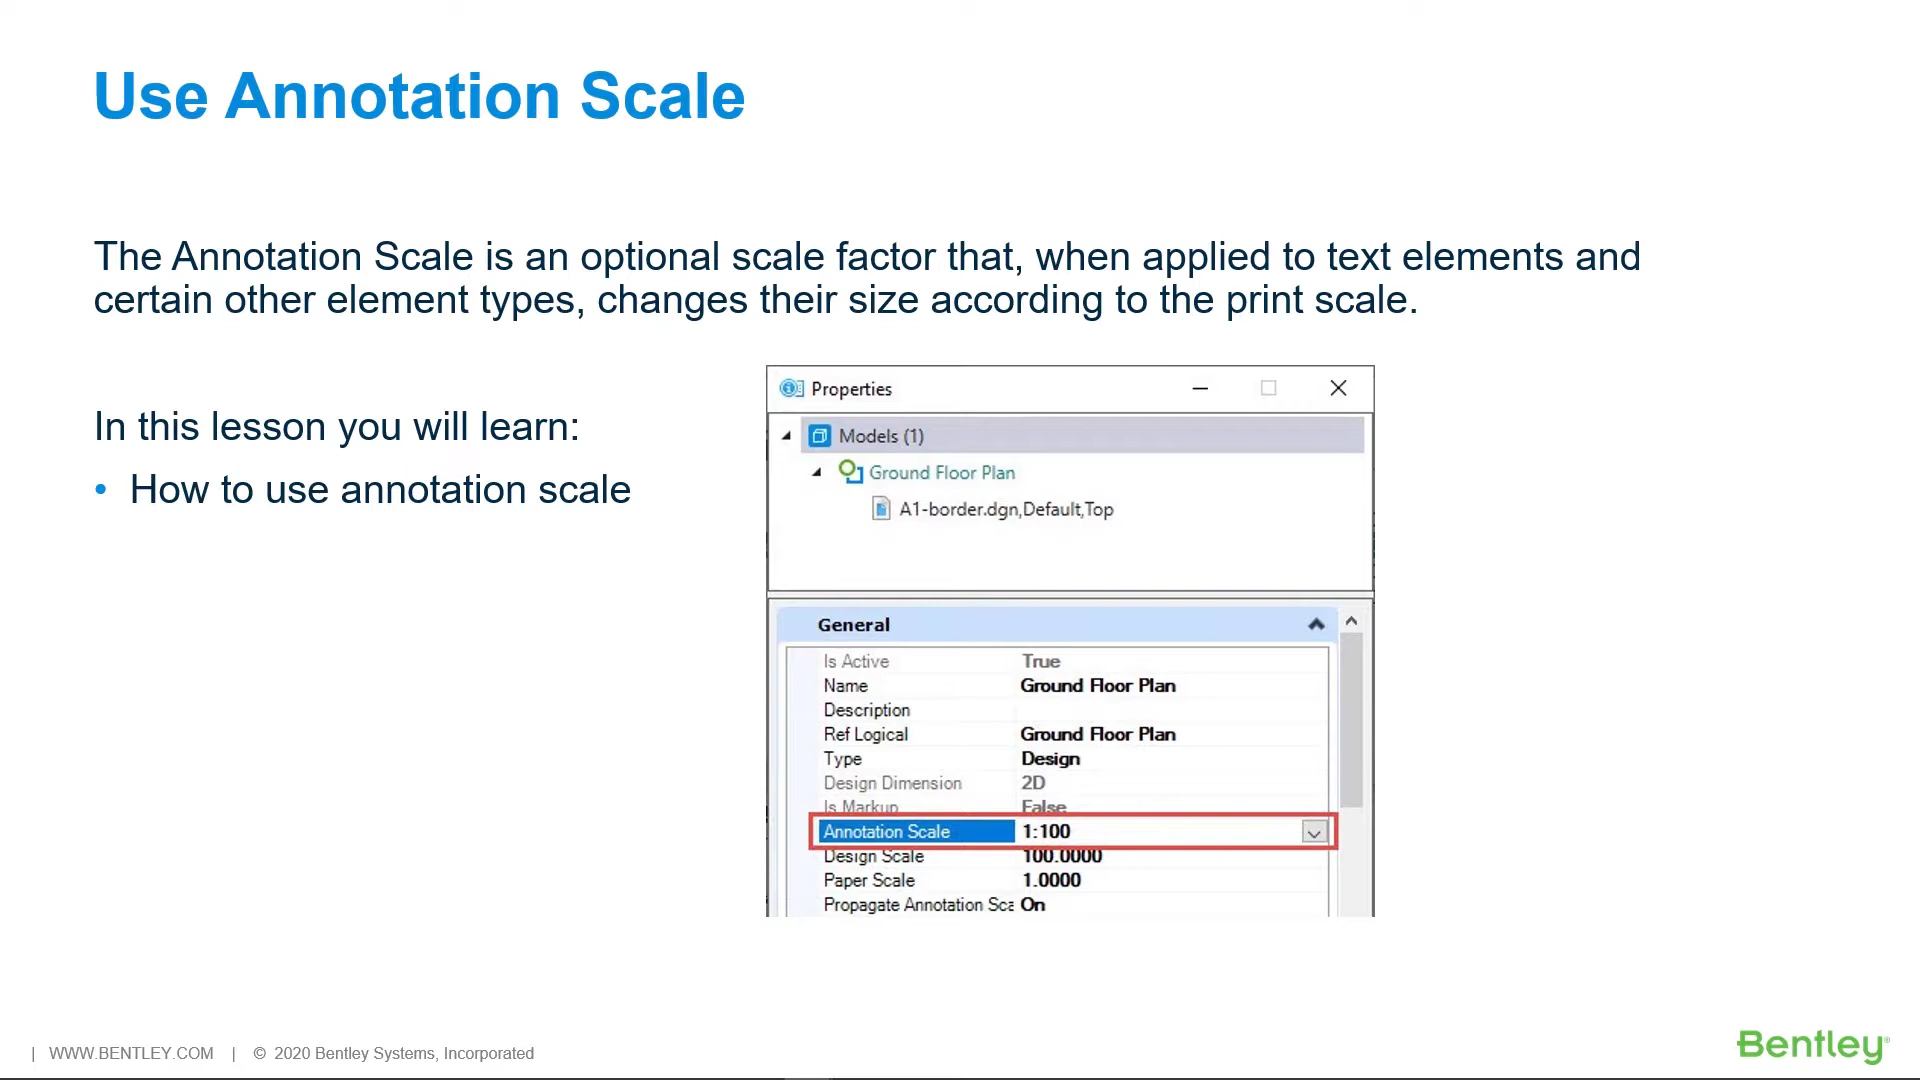 Use Annotation Scale
The Annotation Scale is an optional scale factor that, when applied to text elements and
certain other element types, changes their size according to the print scale.
In this lesson you will learn:
• How to use annotation scale
Properties
Models (1)
Ground Floor Plan
A1-border.dgn,Default,Top
General
Is Active True
Name Ground Floor Plan
Description
Ref Logical Ground Floor Plan
Type Design
Design Dimension 2D
Is Markup False
Annotation Scale 1:100
Design Scale 100.0000
Paper Scale 1.0000
Propagate Annotation Sca On
| WWW.BENTLEY.COM | © 2020 Bentley Systems, Incorporated
Bentley®